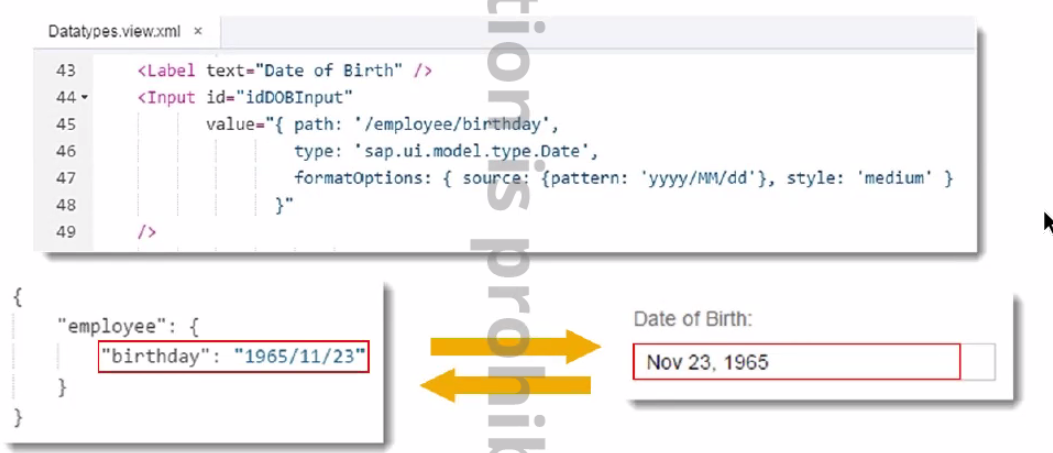 Datatypes.view.xml ×
43 <Label text="Date of Birth" />
44 <Input id="idDOBInput"
45 value="{ path: '/employee/birthday',
46 type: 'sap.ui.model.type.Date',
47 formatOptions: { source: {pattern: 'yyyy/MM/dd'}, style: 'medium' }
48 }"
49 />
{
"employee": {
"birthday": "1965/11/23"
}
}
Date of Birth:
Nov 23, 1965
is